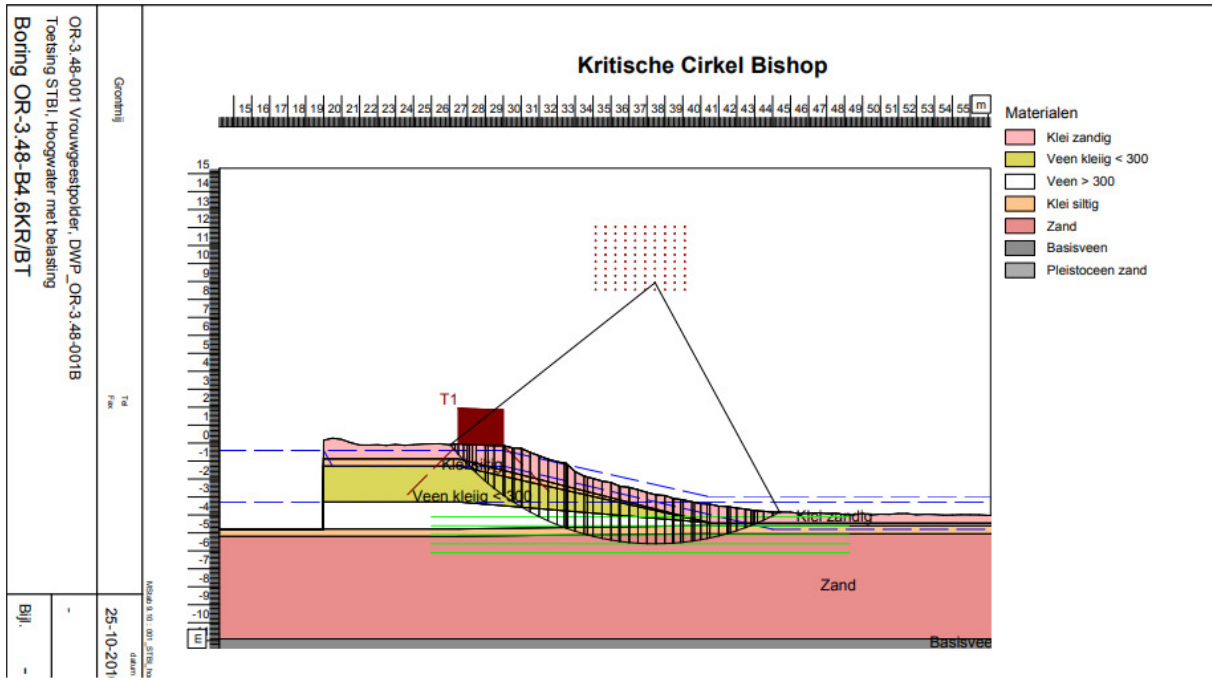 Boring OR-3.48-B4.6KR/BT
Toetsing STBI, Hoogwater met belasting
OR-3.48-001 Vrouwgeestpolder, DWP_OR-3.48-001B
Grontmij
Tel
Fax
Bijl.
-
-
25-10-201
datum
Kritische Cirkel Bishop
15 16 17 18 19 20 21 22 23 24 25 26 27 28 29 30 31 32 33 34 35 36 37 38 39 40 41 42 43 44 45 46 47 48 49 50 51 52 53 54 55 m
Materialen
Klei zandig
Veen kleiig < 300
Veen > 300
Klei siltig
Zand
Basisveen
Pleistoceen zand
15
14
13
12
11
10
9
8
7
6
5
4
3
2
1
0
-1
-2
-3
-4
-5
-6
-7
-8
-9
-10
m
T1
Veen kleiig < 300
Klei zandig
Zand
Basisvee